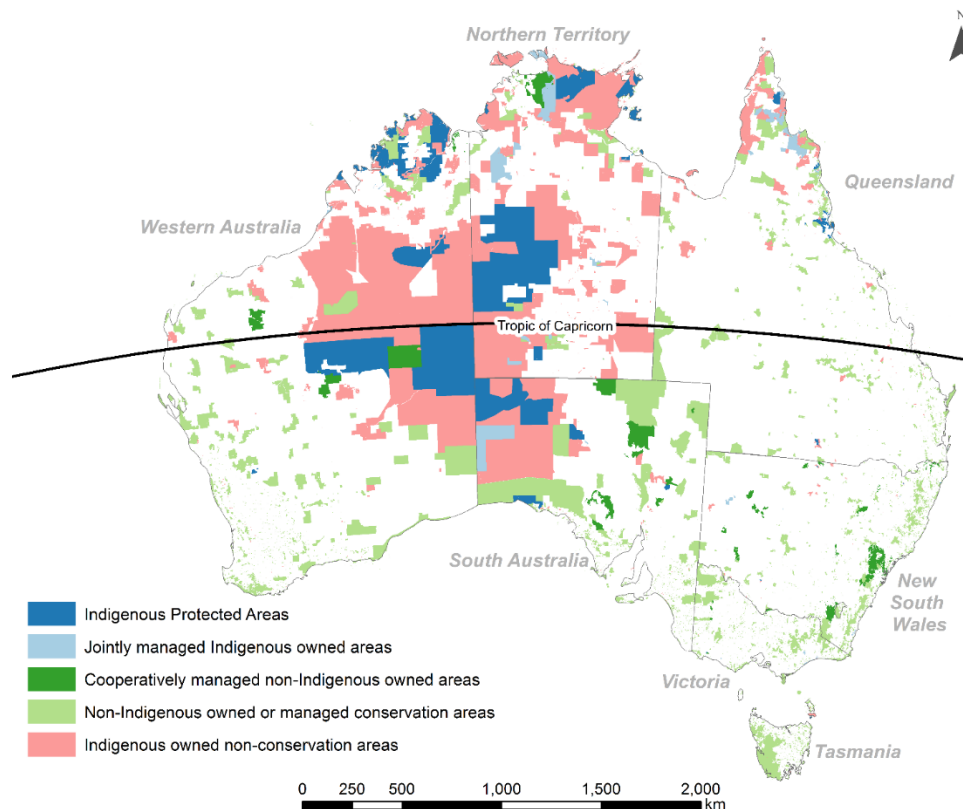 N
Northern Territory
Queensland
Western Australia
Tropic of Capricorn
South Australia
New
South
Wales
Victoria
Tasmania
Indigenous Protected Areas
Jointly managed Indigenous owned areas
Cooperatively managed non-Indigenous owned areas
Non-Indigenous owned or managed conservation areas
Indigenous owned non-conservation areas
0 500 1,000 1,500 2,000
km